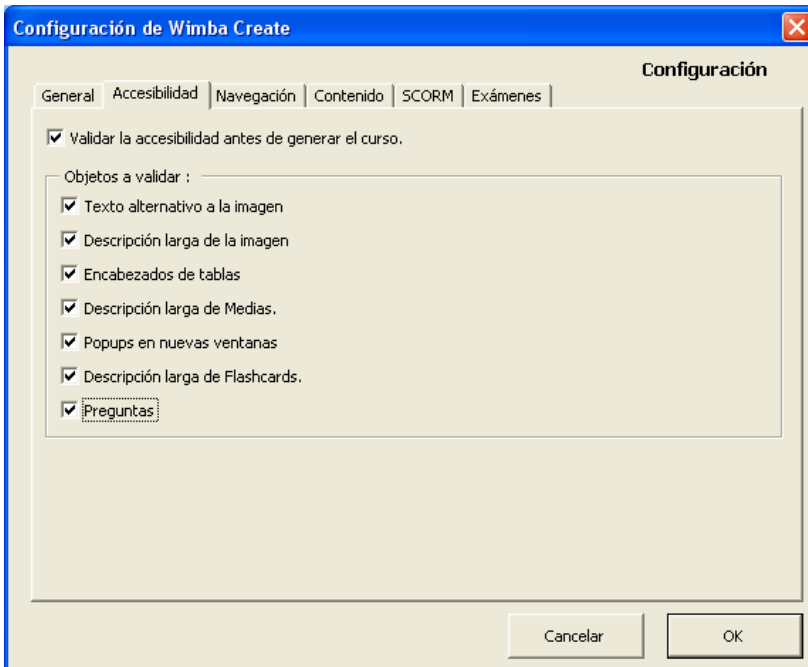 Configuración de Wimba Create
Configuración
General Accesibilidad Navegación Contenido SCORM Exámenes
Validar la accesibilidad antes de generar el curso.
Objetos a validar :
Texto alternativo a la imagen
Descripción larga de la imagen
Encabezados de tablas
Descripción larga de Medias.
Popups en nuevas ventanas
Descripción larga de Flashcards.
Preguntas
Cancelar OK